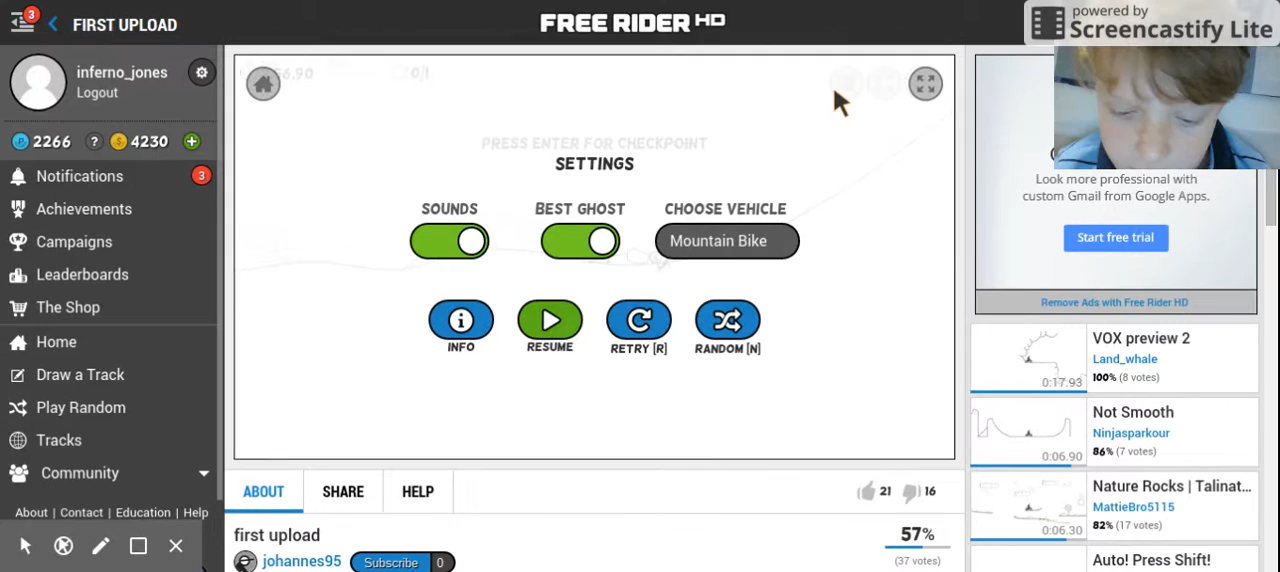 3
FIRST UPLOAD
FREE RIDER HD
powered by
Screencastify Lite
inferno_jones
Logout
2266 ? 4230
Notifications 3
Achievements
Campaigns
Leaderboards
The Shop
Home
Draw a Track
Play Random
Tracks
Community
About | Contact | Education | Help
PRESS ENTER FOR CHECKPOINT
SETTINGS
SOUNDS BEST GHOST CHOOSE VEHICLE
Mountain Bike
INFO RESUME RETRY [R] RANDOM [N]
ABOUT SHARE HELP
21 16
first upload
57%
johannes95 Subscribe 0
(37 votes)
Look more professional with
custom Gmail from Google Apps.
Start free trial
Remove Ads with Free Rider HD
VOX preview 2
Land_whale
0:17.93 100% (8 votes)
Not Smooth
Ninjasparkour
0:06.90 86% (7 votes)
Nature Rocks | Talinat...
MattieBro5115
0:06.30 82% (17 votes)
Auto! Press Shift!